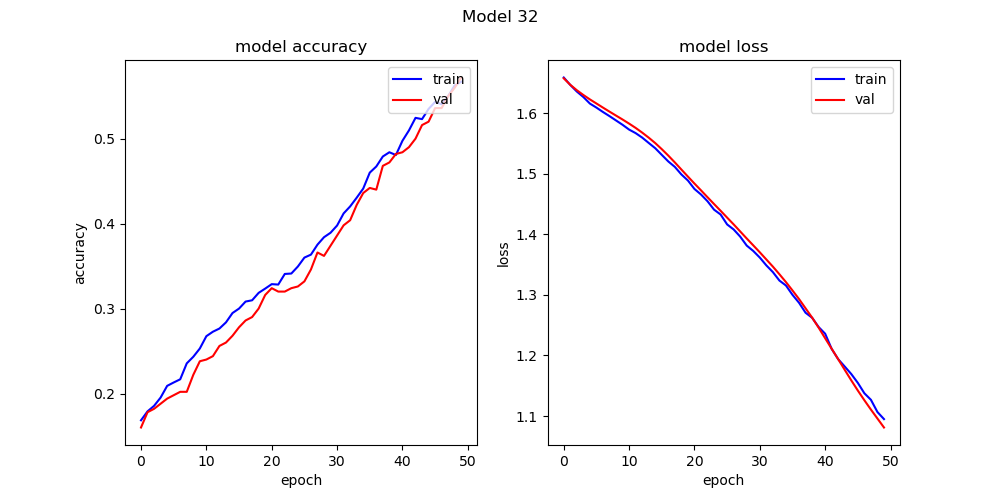 Model 32
model accuracy
train
val
0.5
0.4
0.3
0.2
accuracy
0 10 20 30 40 50
epoch
model loss
train
val
1.6
1.5
1.4
1.3
1.2
1.1
loss
0 10 20 30 40 50
epoch